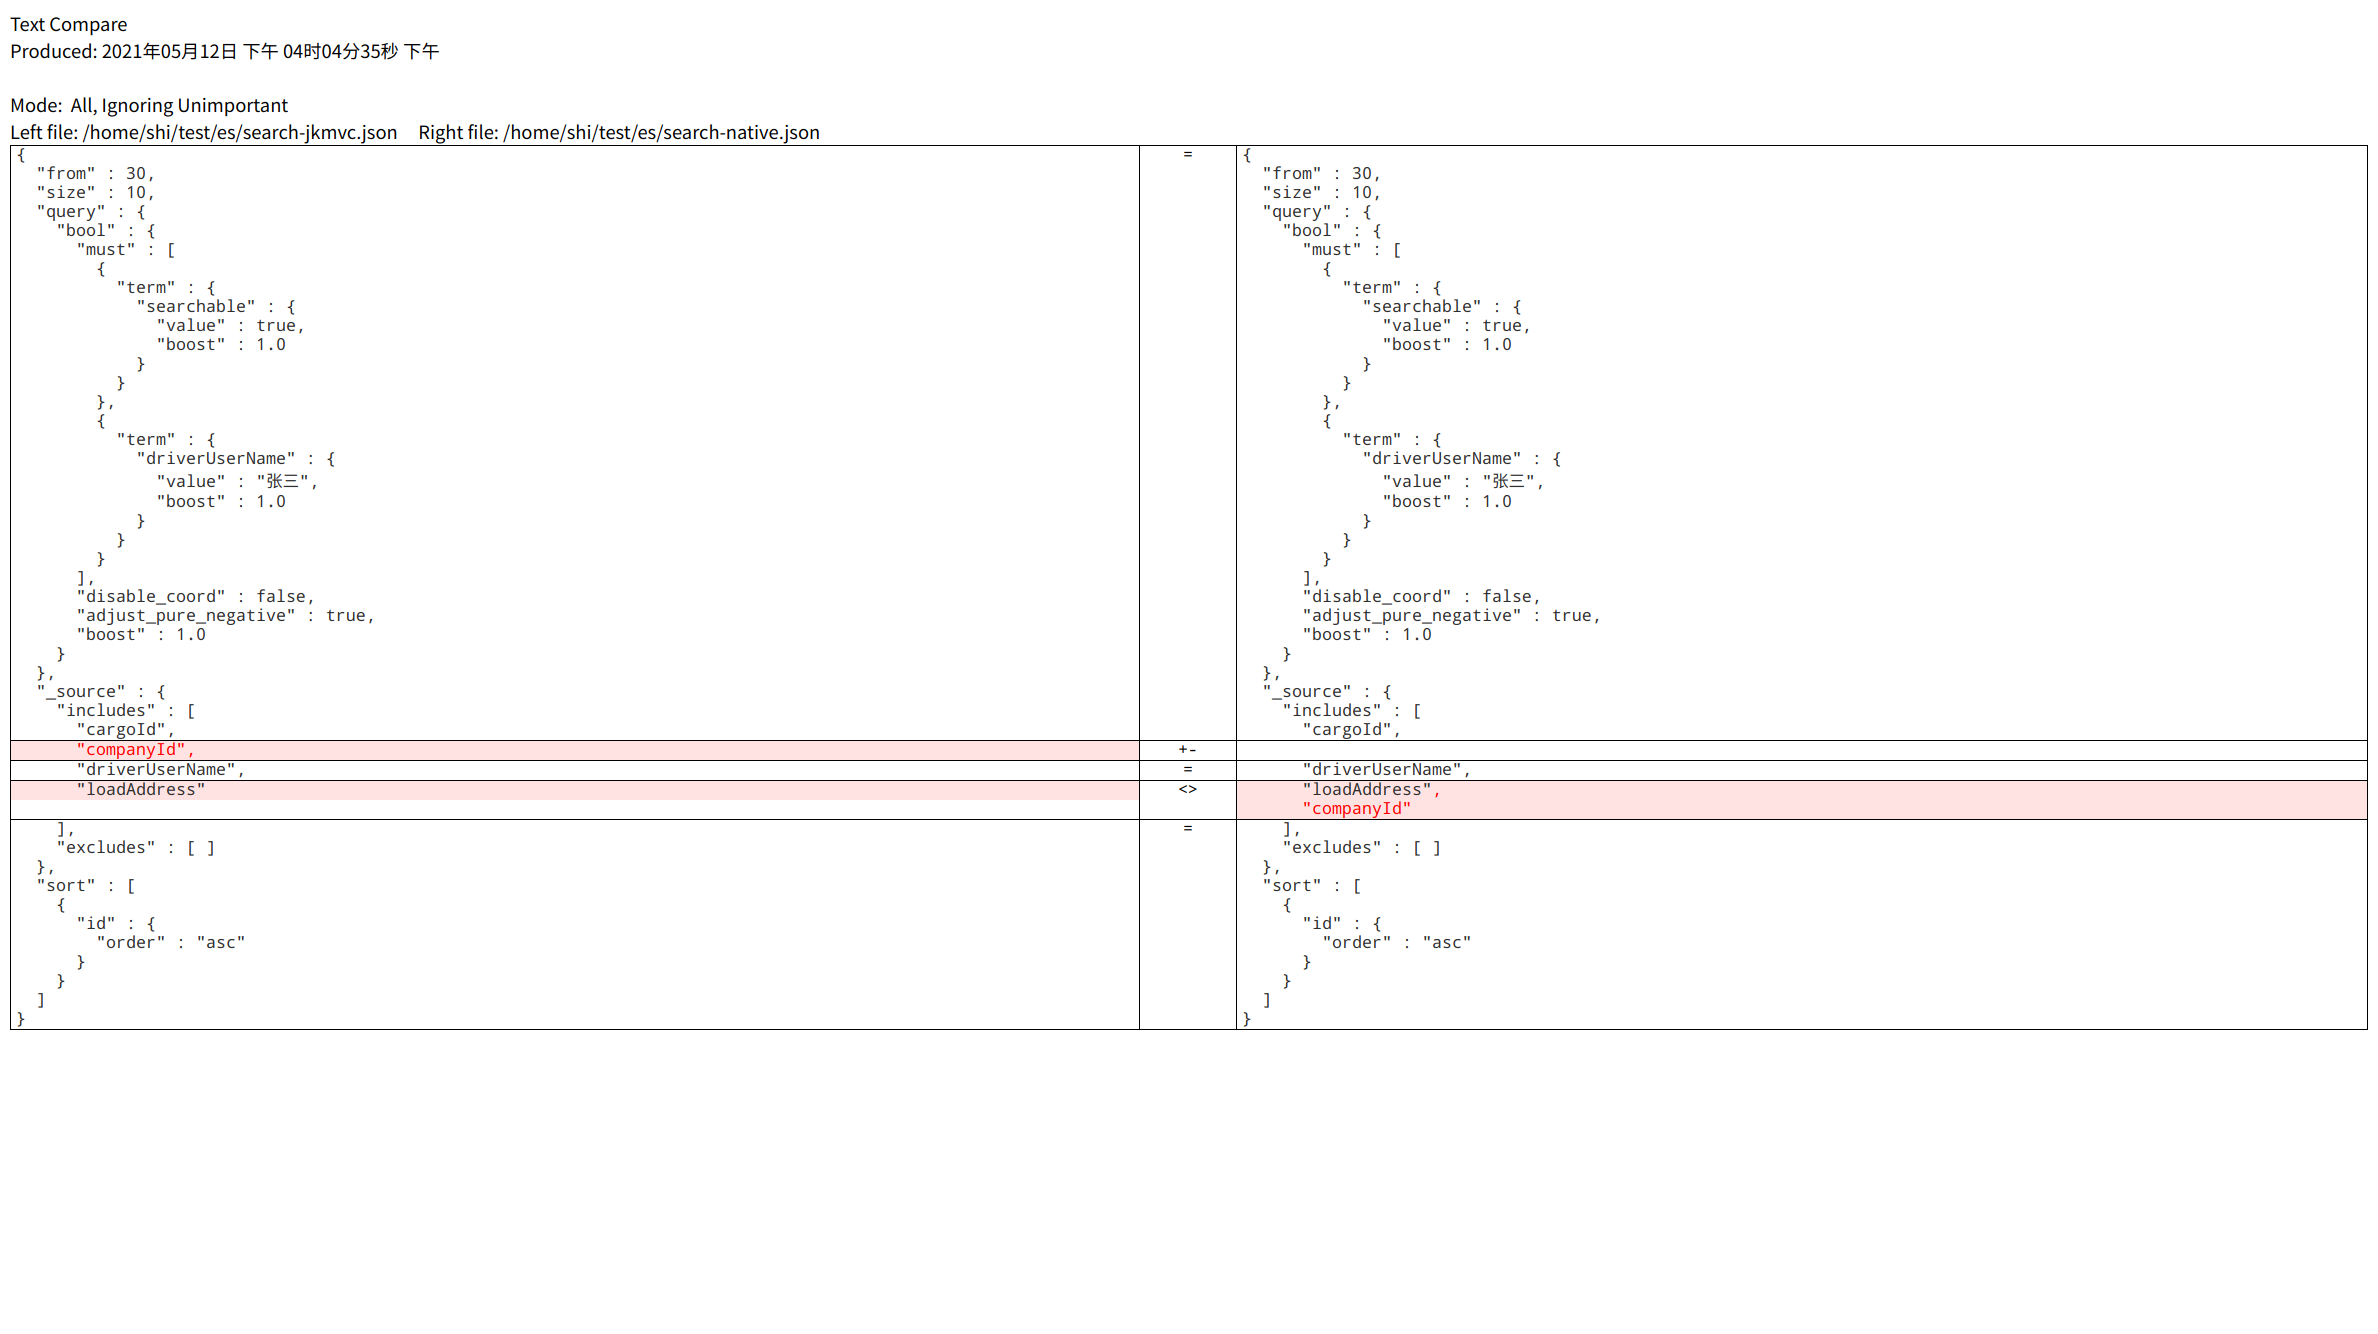 Text Compare
Produced: 2021年05月12日 下午 04时04分35秒 下午
Mode:  All, Ignoring Unimportant
Left file: /home/shi/test/es/search-jkmvc.json    Right file: /home/shi/test/es/search-native.json
{ = {
"from" : 30, "from" : 30,
"size" : 10, "size" : 10,
"query" : { "query" : {
"bool" : { "bool" : {
"must" : [ "must" : [
{ {
"term" : { "term" : {
"searchable" : { "searchable" : {
"value" : true, "value" : true,
"boost" : 1.0 "boost" : 1.0
} }
} }
}, },
{ {
"term" : { "term" : {
"driverUserName" : { "driverUserName" : {
"value" : "张三", "value" : "张三",
"boost" : 1.0 "boost" : 1.0
} }
} }
} }
], ],
"disable_coord" : false, "disable_coord" : false,
"adjust_pure_negative" : true, "adjust_pure_negative" : true,
"boost" : 1.0 "boost" : 1.0
} }
}, },
"_source" : { "_source" : {
"includes" : [ "includes" : [
"cargoId", "cargoId",
"companyId", +-
"driverUserName", = "driverUserName",
"loadAddress" <> "loadAddress",
"companyId"
], = ],
"excludes" : [ ] "excludes" : [ ]
}, },
"sort" : [ "sort" : [
{ {
"id" : { "id" : {
"order" : "asc" "order" : "asc"
} }
} }
] ]
} }